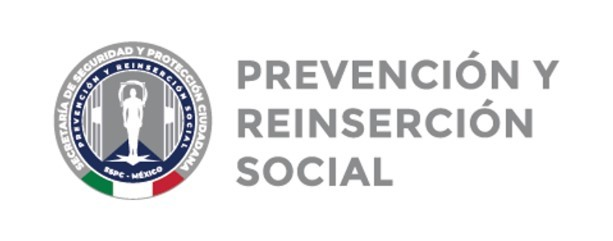 SECRETARÍA DE SEGURIDAD Y PROTECCIÓN CIUDADANA
PREVENCIÓN Y REINSERCIÓN SOCIAL
SSPC - MÉXICO
PREVENCIÓN Y
REINSERCIÓN
SOCIAL